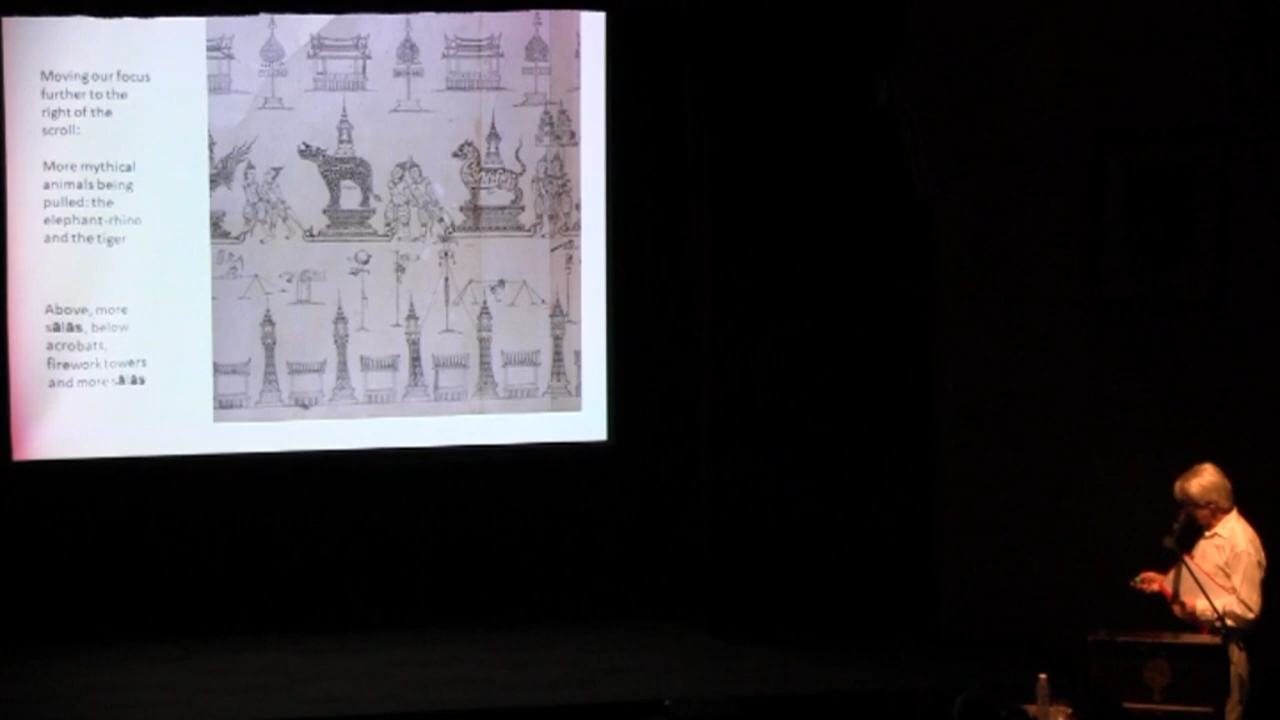 Moving our focus
further to the
right of the
scroll:
More mythical
animals being
pulled: the
elephant-rhino
and the tiger
Above, more
sālās, below
acrobats,
firework towers
and more sālās